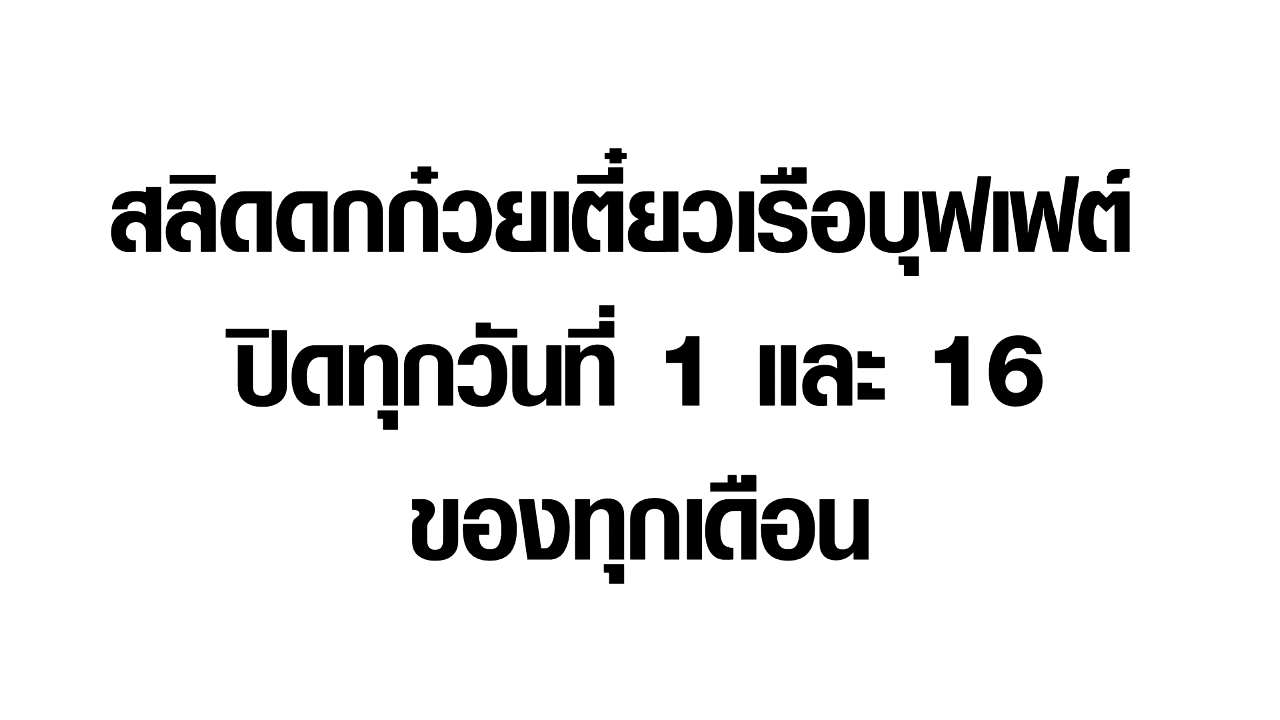 สลิดดกก๋วยเตี๋ยวเรือบุฟเฟต์
ปิดทุกวันที่ 1 และ 16
ของทุกเดือน